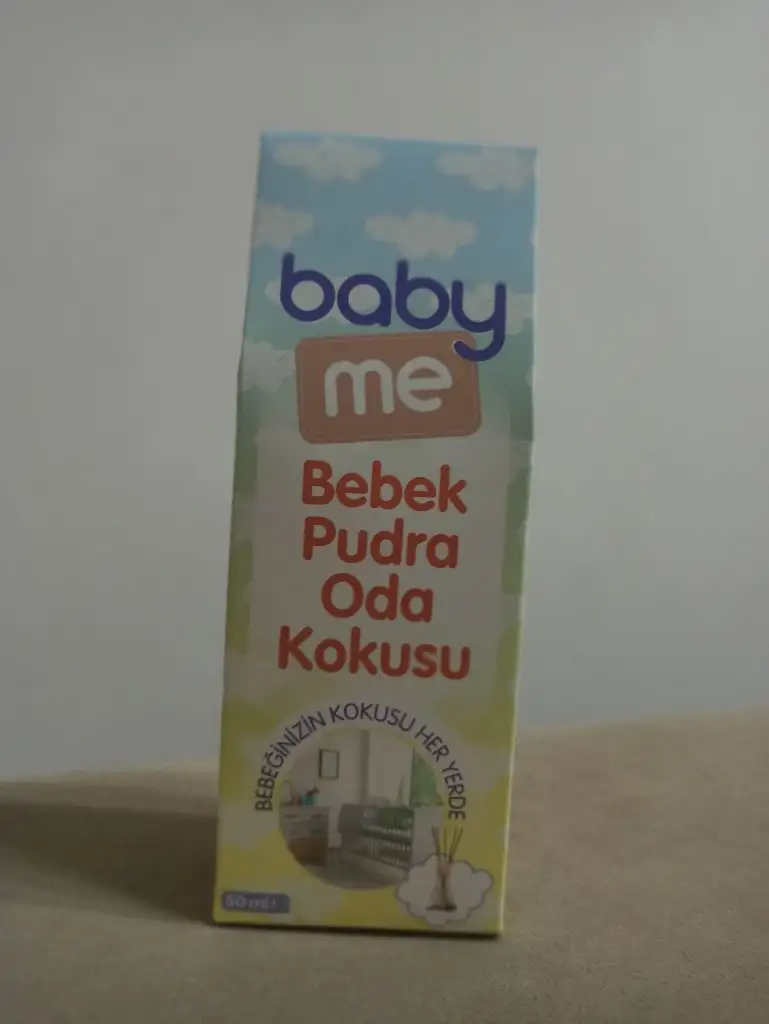 baby
me
Bebek
Pudra
Oda
Kokusu
BEBEĞİNİZİN KOKUSU HER YERDE
50 ml